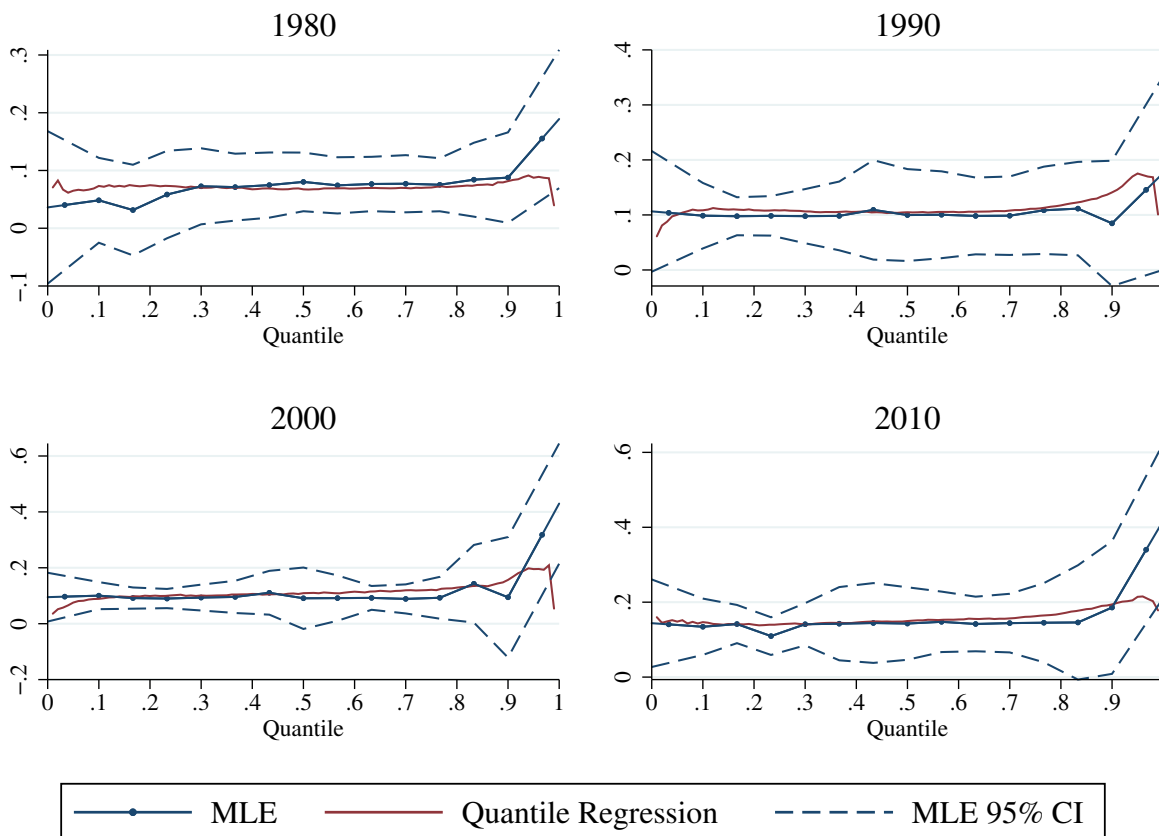 1980
.3
.2
.1
0
-.1
0 .1 .2 .3 .4 .5 .6 .7 .8 .9 1
Quantile
1990
.4
.3
.2
.1
0
0 .1 .2 .3 .4 .5 .6 .7 .8 .9
Quantile
2000
.6
.4
.2
0
-.2
0 .1 .2 .3 .4 .5 .6 .7 .8 .9 1
Quantile
2010
.6
.4
.2
0
0 .1 .2 .3 .4 .5 .6 .7 .8 .9
Quantile
MLE Quantile Regression MLE 95% CI